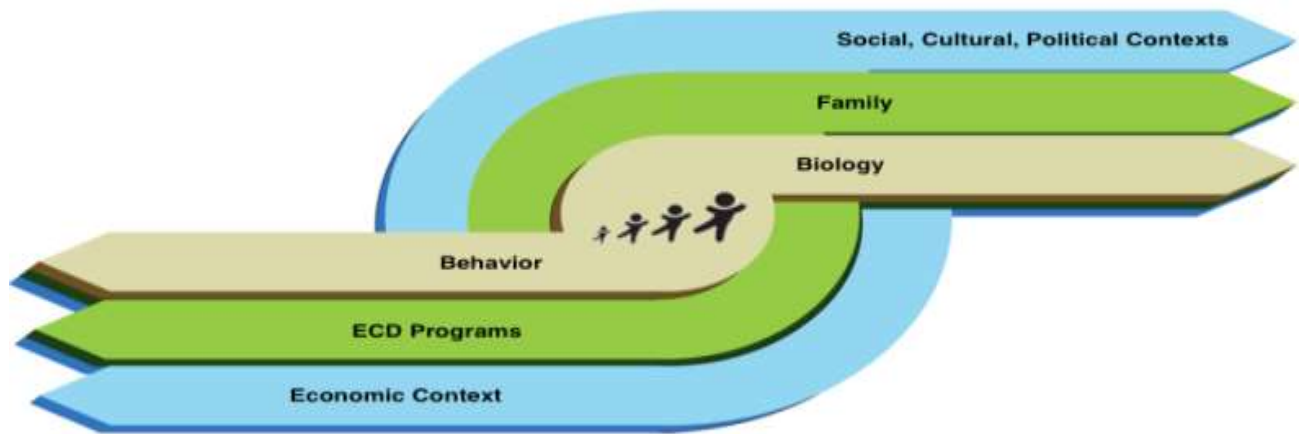 Social, Cultural, Political Contexts
Family
Biology
Behavior
ECD Programs
Economic Context